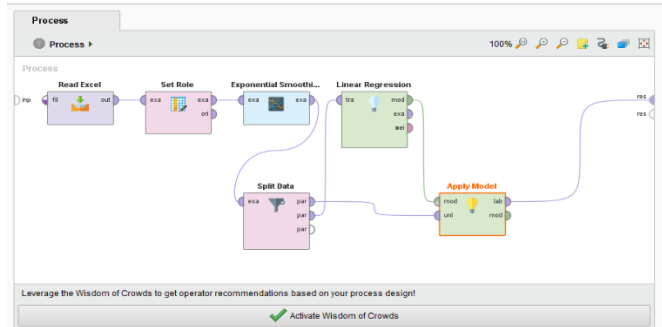 Process
Process
100%
Process
Read Excel
Set Role
Exponential Smoothi...
Linear Regression
inp
fil
out
exa
exa
ori
exa
exa
tra
mod
exa
wei
res
res
Split Data
exa
par
par
par
Apply Model
mod
lab
unl
mod
Leverage the Wisdom of Crowds to get operator recommendations based on your process design!
Activate Wisdom of Crowds